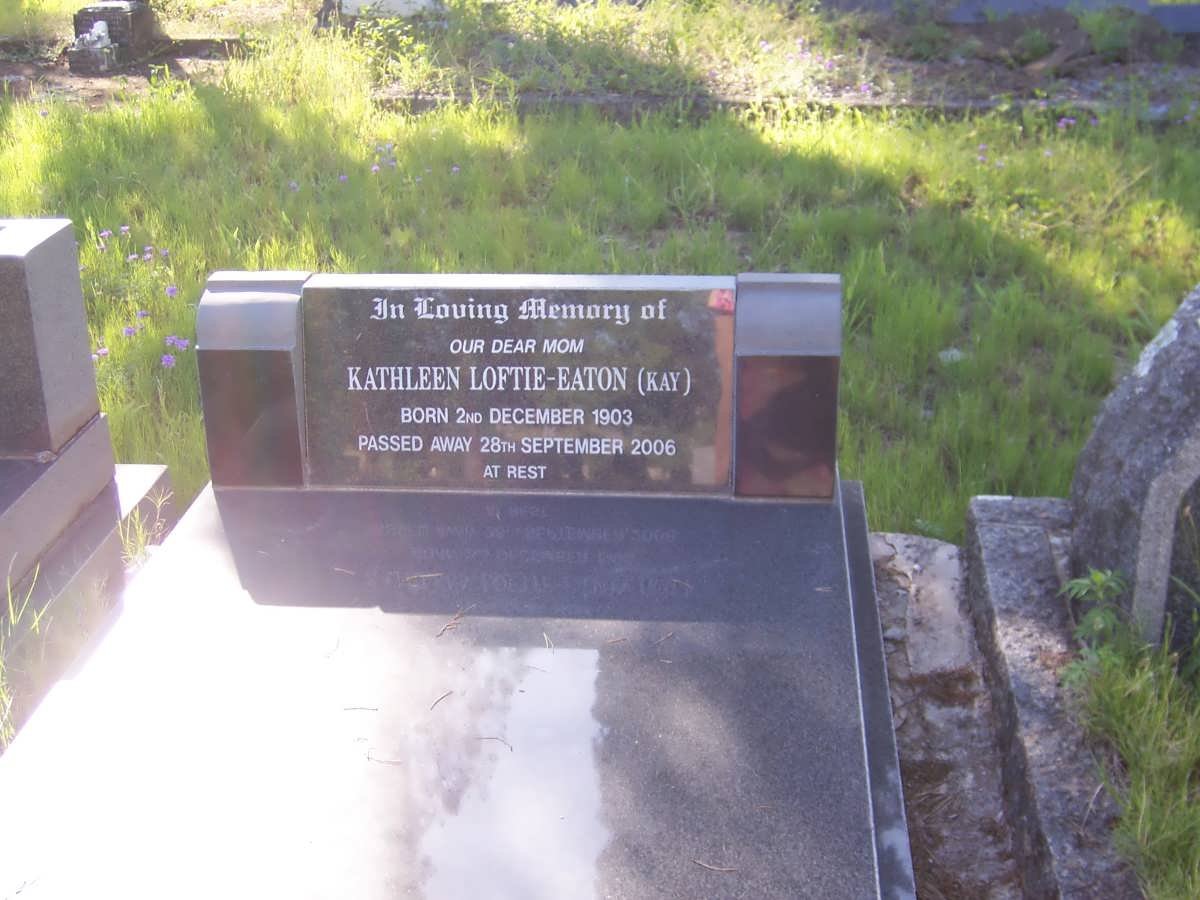 In Loving Memory of
OUR DEAR MOM
KATHLEEN LOFTIE-EATON (KAY)
BORN 2ND DECEMBER 1903
PASSED AWAY 28TH SEPTEMBER 2006
AT REST